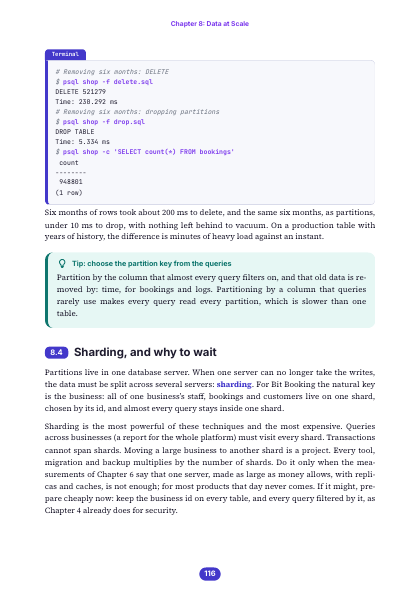 Chapter 8: Data at Scale
Terminal
# Removing six months: DELETE
$ psql shop -f delete.sql
DELETE 521279
Time: 230.292 ms
# Removing six months: dropping partitions
$ psql shop -f drop.sql
DROP TABLE
Time: 5.334 ms
$ psql shop -c 'SELECT count(*) FROM bookings'
count
--------
948801
(1 row)
Six months of rows took about 200 ms to delete, and the same six months, as partitions,
under 10 ms to drop, with nothing left behind to vacuum. On a production table with
years of history, the difference is minutes of heavy load against an instant.
Tip: choose the partition key from the queries
Partition by the column that almost every query filters on, and that old data is re-
moved by: time, for bookings and logs. Partitioning by a column that queries
rarely use makes every query read every partition, which is slower than one
table.
8.4 Sharding, and why to wait
Partitions live in one database server. When one server can no longer take the writes,
the data must be split across several servers: sharding. For Bit Booking the natural key
is the business: all of one business's staff, bookings and customers live on one shard,
chosen by its id, and almost every query stays inside one shard.
Sharding is the most powerful of these techniques and the most expensive. Queries
across businesses (a report for the whole platform) must visit every shard. Transactions
cannot span shards. Moving a large business to another shard is a project. Every tool,
migration and backup multiplies by the number of shards. Do it only when the mea-
surements of Chapter 6 say that one server, made as large as money allows, with repli-
cas and caches, is not enough; for most products that day never comes. If it might, pre-
pare cheaply now: keep the business id on every table, and every query filtered by it, as
Chapter 4 already does for security.
116